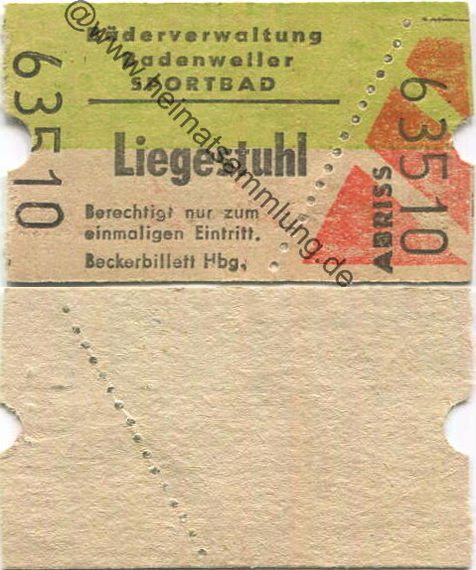 Bäderverwaltung
Badenweiler
SPORTBAD
Liegestuhl
Berechtigt nur zum
einmaligen Eintritt.
Beckerbillett Hbg.
63510
ABRISS
63510
@www.heimatsammlung.de